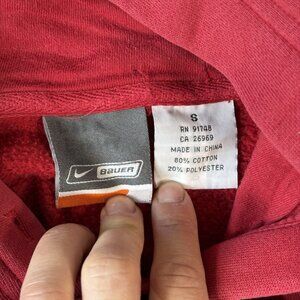 BAUER
S
RN 91748
CA 26969
MADE IN CHINA
80% COTTON
20% POLYESTER